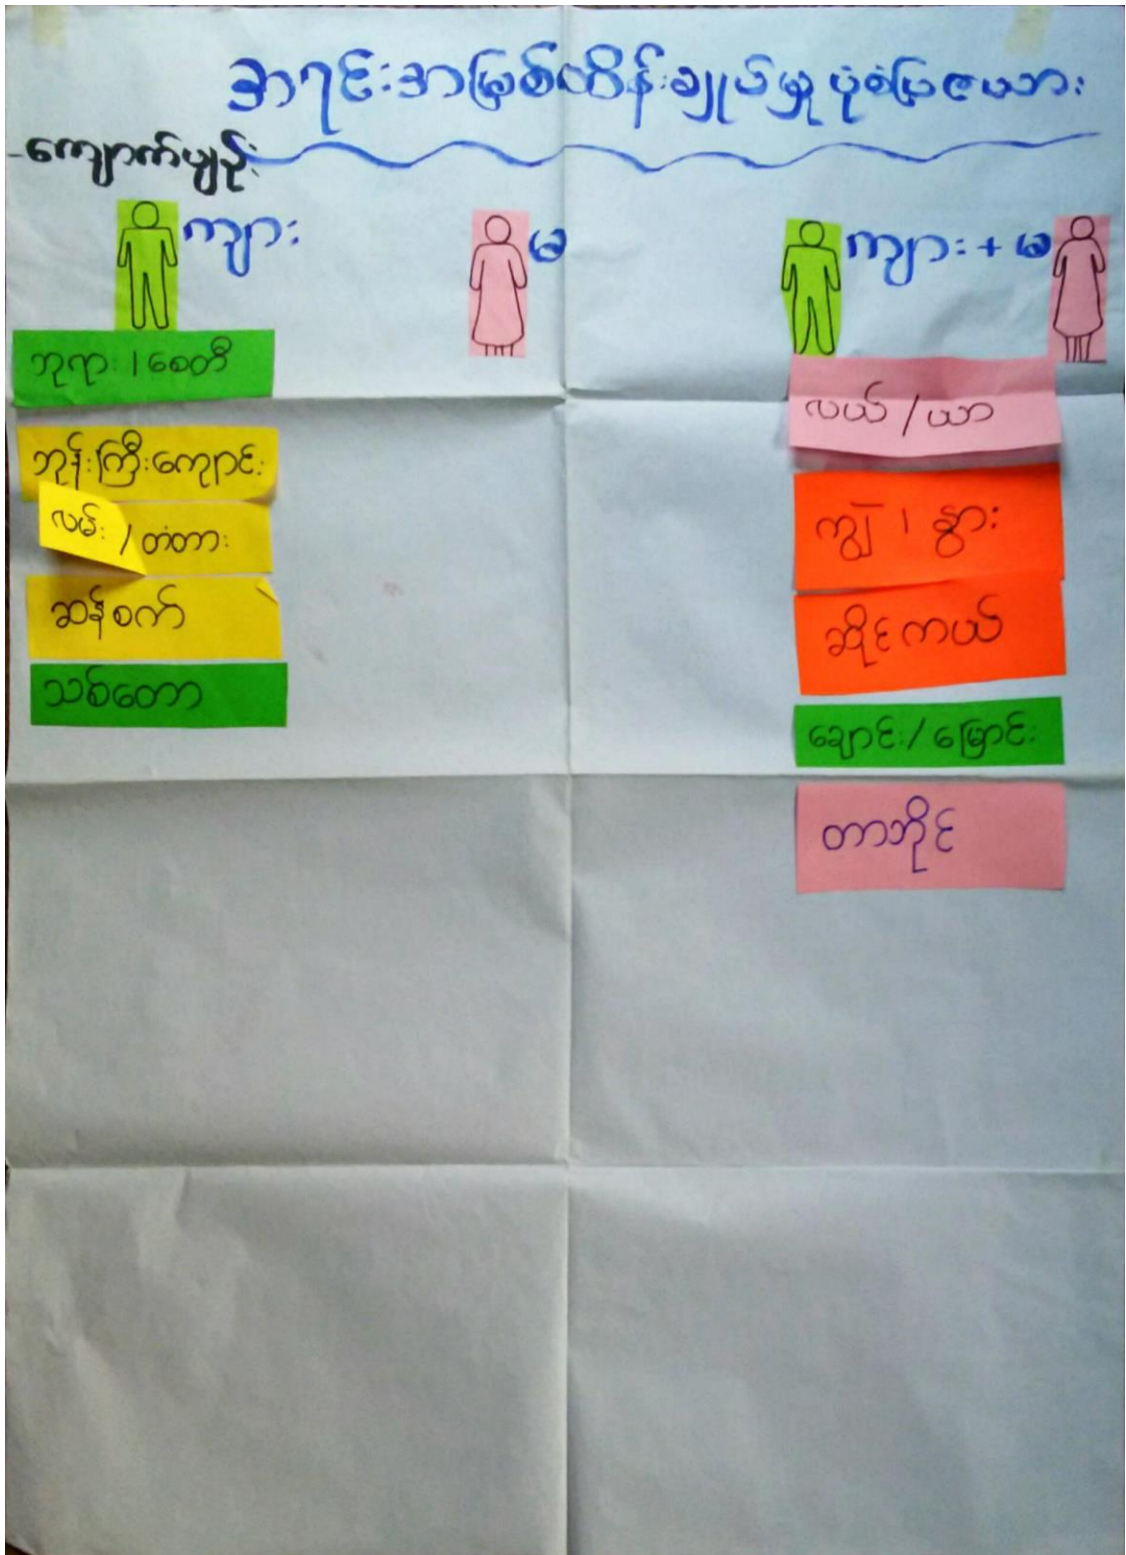 အရင်းအမြစ်ထိန်းချုပ်မှု ပုံစံပြဇယား
-ကျောက်ပျဉ်း
ကျား
မ
ကျား + မ
ဘုရား ၊ စေတီ
ဘုန်းကြီးကျောင်း
လမ်း / တံတား
ဆန်စက်
သစ်တော
လယ် / ယာ
ကျွဲ ၊ နွား
ဆိုင်ကယ်
ချောင်း / မြောင်း
တာဘိုင်